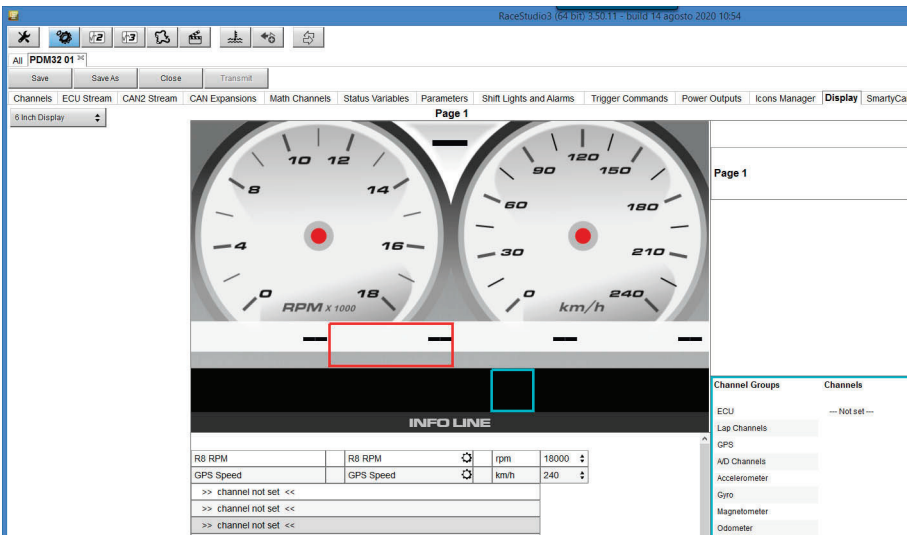 RaceStudio3 (64 bit) 3.50.11 - build 14 agosto 2020 10:54
All PDM32 01
Save Save As Close Transmit
Channels ECU Stream CAN2 Stream CAN Expansions Math Channels Status Variables Parameters Shift Lights and Alarms Trigger Commands Power Outputs Icons Manager Display SmartyCa
6 Inch Display
Page 1
Page 1
0 4 8 10 12 14 16 18
RPM x 1000
0 30 60 90 120 150 180 210 240
km/h
INFO LINE
R8 RPM R8 RPM rpm 18000
GPS Speed GPS Speed km/h 240
>> channel not set <<
>> channel not set <<
>> channel not set <<
Channel Groups Channels
ECU --- Not set ---
Lap Channels
GPS
A/D Channels
Accelerometer
Gyro
Magnetometer
Odometer